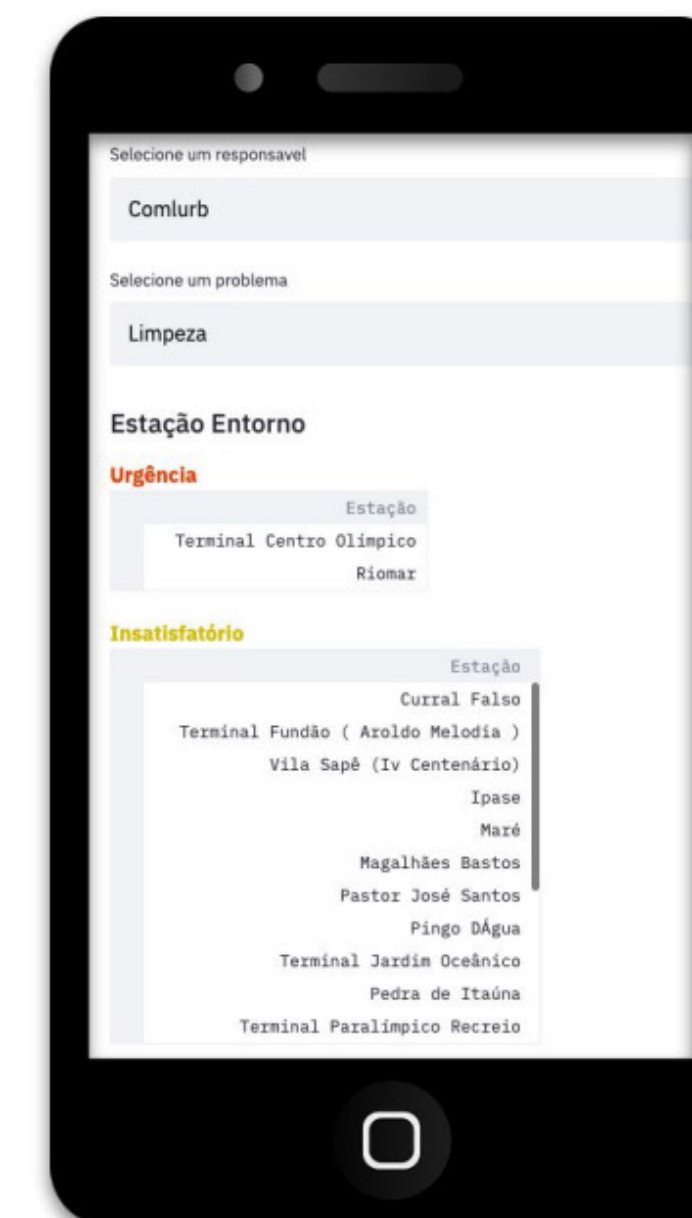 Selecione um responsavel
Comlurb
Selecione um problema
Limpeza
Estação Entorno
Urgência
Estação
Terminal Centro Olímpico
Riomar
Insatisfatório
Estação
Curral Falso
Terminal Fundão ( Aroldo Melodia )
Vila Sapê (Iv Centenário)
Ipase
Maré
Magalhães Bastos
Pastor José Santos
Pingo DÁgua
Terminal Jardim Oceânico
Pedra de Itaúna
Terminal Paralímpico Recreio